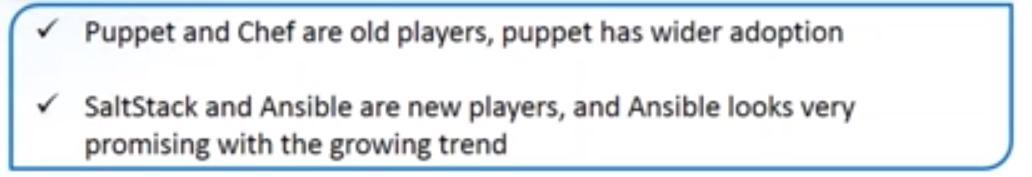 ✓ Puppet and Chef are old players, puppet has wider adoption
✓ SaltStack and Ansible are new players, and Ansible looks very
promising with the growing trend